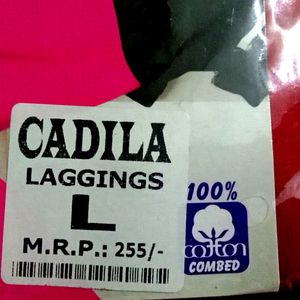 CADILA
LAGGINGS
L
M.R.P.: 255/-
100%
cotton
COMBED